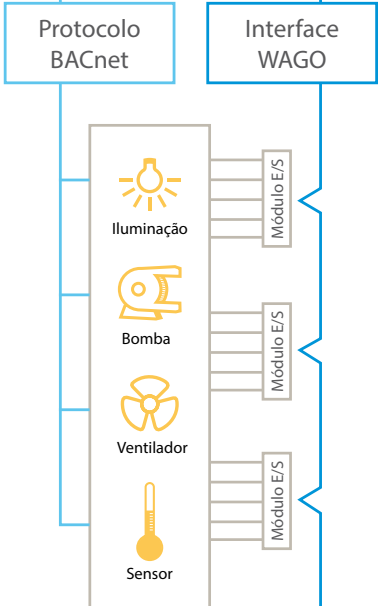 Protocolo
BACnet
Interface
WAGO
Iluminação
Módulo E/S
Bomba
Módulo E/S
Ventilador
Módulo E/S
Sensor